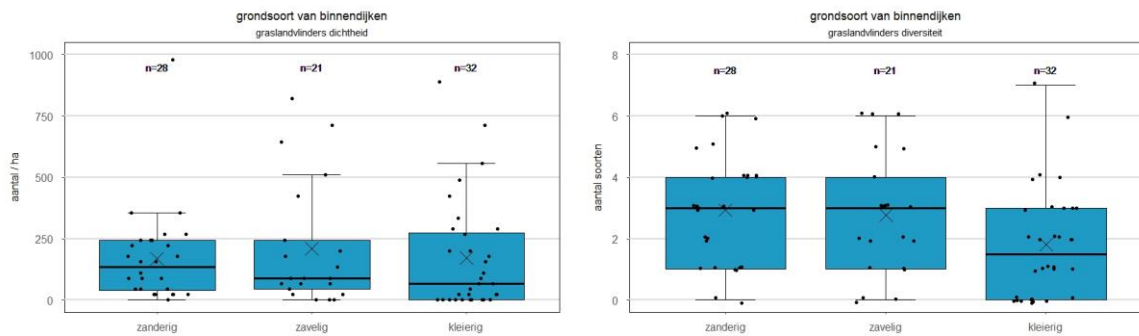 grondsoort van binnendijken
graslandvlinders dichtheid
n=28 n=21 n=32
1000
750
500
250
0
aantal / ha
zanderig zavelig kleierig
grondsoort van binnendijken
graslandvlinders diversiteit
n=28 n=21 n=32
8
6
4
2
0
aantal soorten
zanderig zavelig kleierig